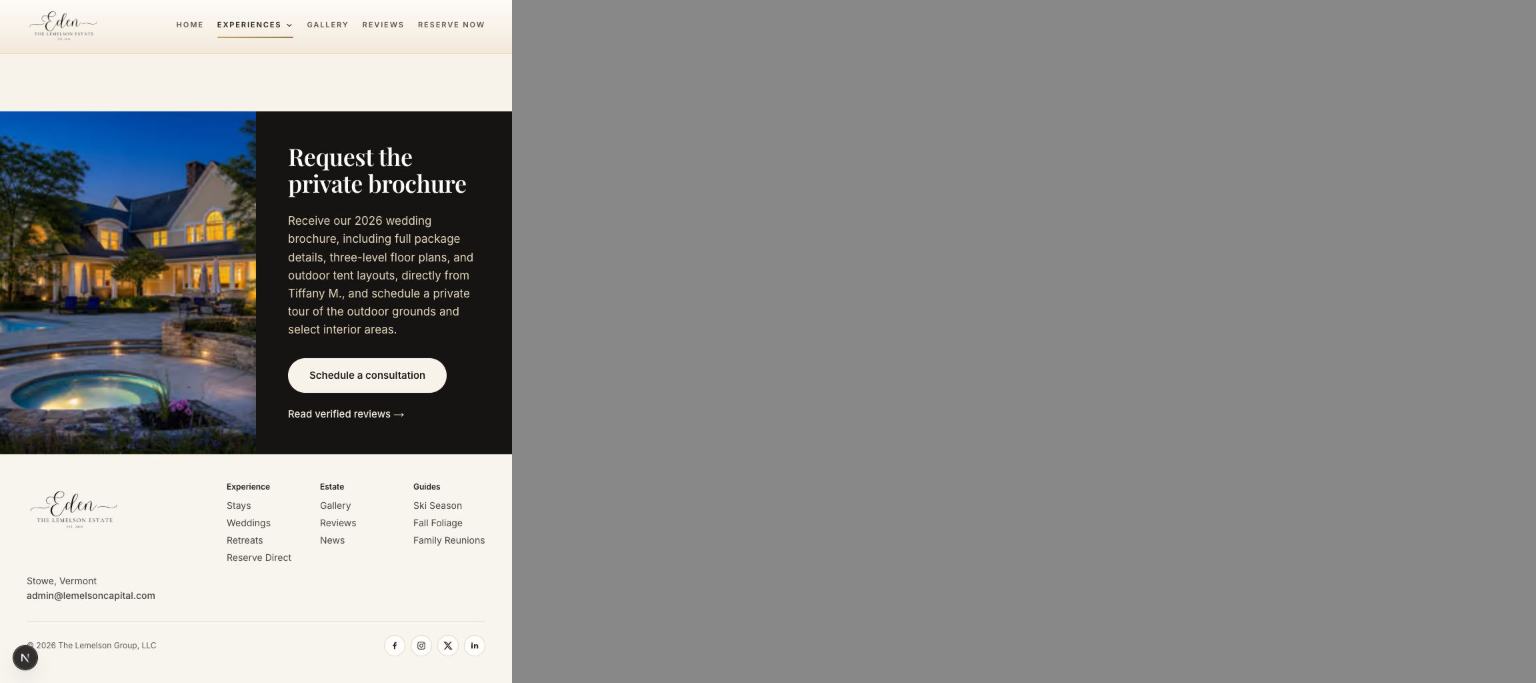 Eden
THE LEMELSON ESTATE
HOME EXPERIENCES GALLERY REVIEWS RESERVE NOW
Request the
private brochure
Receive our 2026 wedding
brochure, including full package
details, three-level floor plans, and
outdoor tent layouts, directly from
Tiffany M., and schedule a private
tour of the outdoor grounds and
select interior areas.
Schedule a consultation
Read verified reviews →
Eden
THE LEMELSON ESTATE
Experience
Stays
Weddings
Retreats
Reserve Direct
Estate
Gallery
Reviews
News
Guides
Ski Season
Fall Foliage
Family Reunions
Stowe, Vermont
admin@lemelsoncapital.com
© 2026 The Lemelson Group, LLC
N